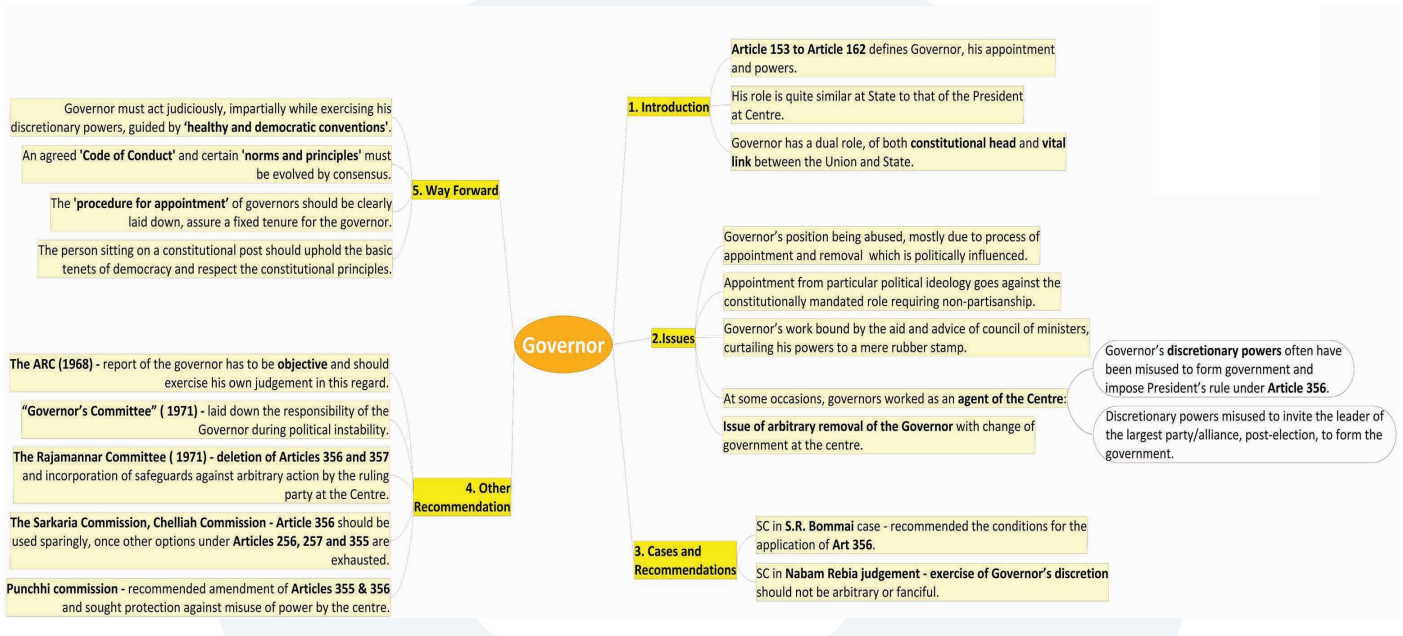 Governor
1. Introduction
Article 153 to Article 162 defines Governor, his appointment
and powers.
His role is quite similar at State to that of the President
at Centre.
Governor has a dual role, of both constitutional head and vital
link between the Union and State.
2.Issues
Governor's position being abused, mostly due to process of
appointment and removal which is politically influenced.
Appointment from particular political ideology goes against the
constitutionally mandated role requiring non-partisanship.
Governor's work bound by the aid and advice of council of ministers,
curtailing his powers to a mere rubber stamp.
At some occasions, governors worked as an agent of the Centre:
Governor's discretionary powers often have
been misused to form government and
impose President's rule under Article 356.
Discretionary powers misused to invite the leader of
the largest party/alliance, post-election, to form the
government.
Issue of arbitrary removal of the Governor with change of
government at the centre.
3. Cases and
Recommendations
SC in S.R. Bommai case - recommended the conditions for the
application of Art 356.
SC in Nabam Rebia judgement - exercise of Governor's discretion
should not be arbitrary or fanciful.
4. Other
Recommendation
The ARC (1968) - report of the governor has to be objective and should
exercise his own judgement in this regard.
“Governor's Committee” ( 1971) - laid down the responsibility of the
Governor during political instability.
The Rajamannar Committee ( 1971) - deletion of Articles 356 and 357
and incorporation of safeguards against arbitrary action by the ruling
party at the Centre.
The Sarkaria Commission, Chelliah Commission - Article 356 should be
used sparingly, once other options under Articles 256, 257 and 355 are
exhausted.
Punchhi commission - recommended amendment of Articles 355 & 356
and sought protection against misuse of power by the centre.
5. Way Forward
Governor must act judiciously, impartially while exercising his
discretionary powers, guided by ‘healthy and democratic conventions'.
An agreed 'Code of Conduct' and certain 'norms and principles' must
be evolved by consensus.
The 'procedure for appointment’ of governors should be clearly
laid down, assure a fixed tenure for the governor.
The person sitting on a constitutional post should uphold the basic
tenets of democracy and respect the constitutional principles.